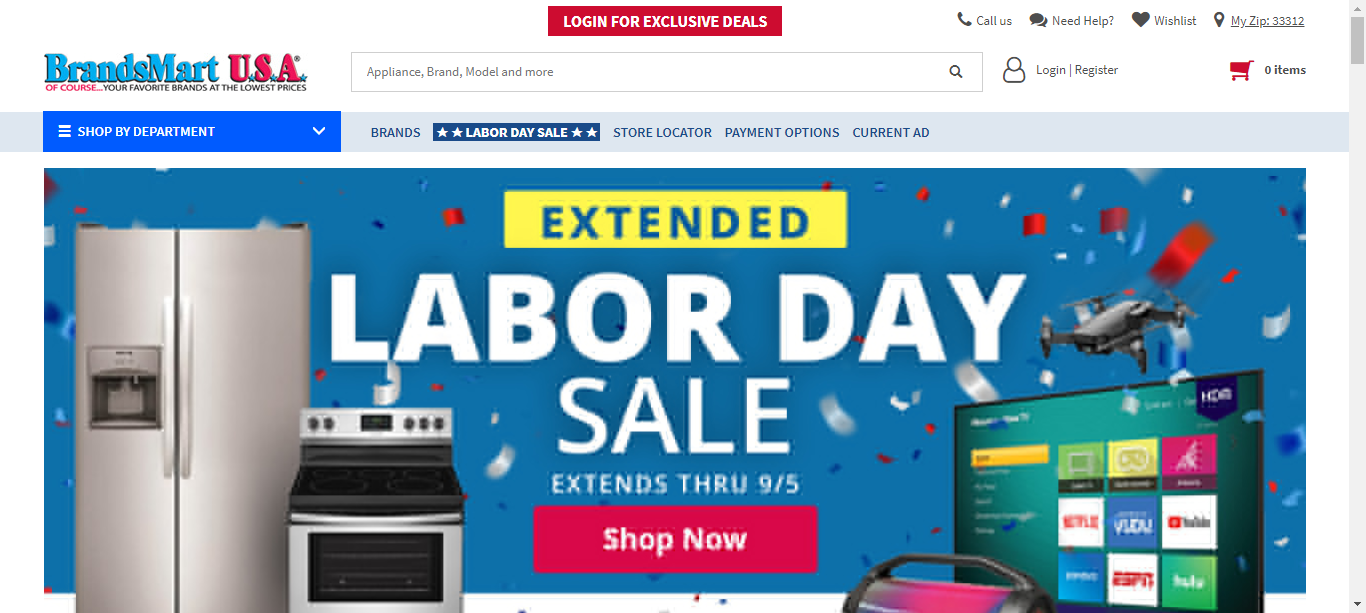 LOGIN FOR EXCLUSIVE DEALS
Call us
Need Help?
Wishlist
My Zip: 33312
BrandsMart U.S.A.
OF COURSE...YOUR FAVORITE BRANDS AT THE LOWEST PRICES
Appliance, Brand, Model and more
Login | Register
0 items
SHOP BY DEPARTMENT
BRANDS
★ ★ LABOR DAY SALE ★ ★
STORE LOCATOR
PAYMENT OPTIONS
CURRENT AD
EXTENDED
LABOR DAY
SALE
EXTENDS THRU 9/5
Shop Now
HDR
NETFLIX
VUDU
YouTube
ESPN
hulu